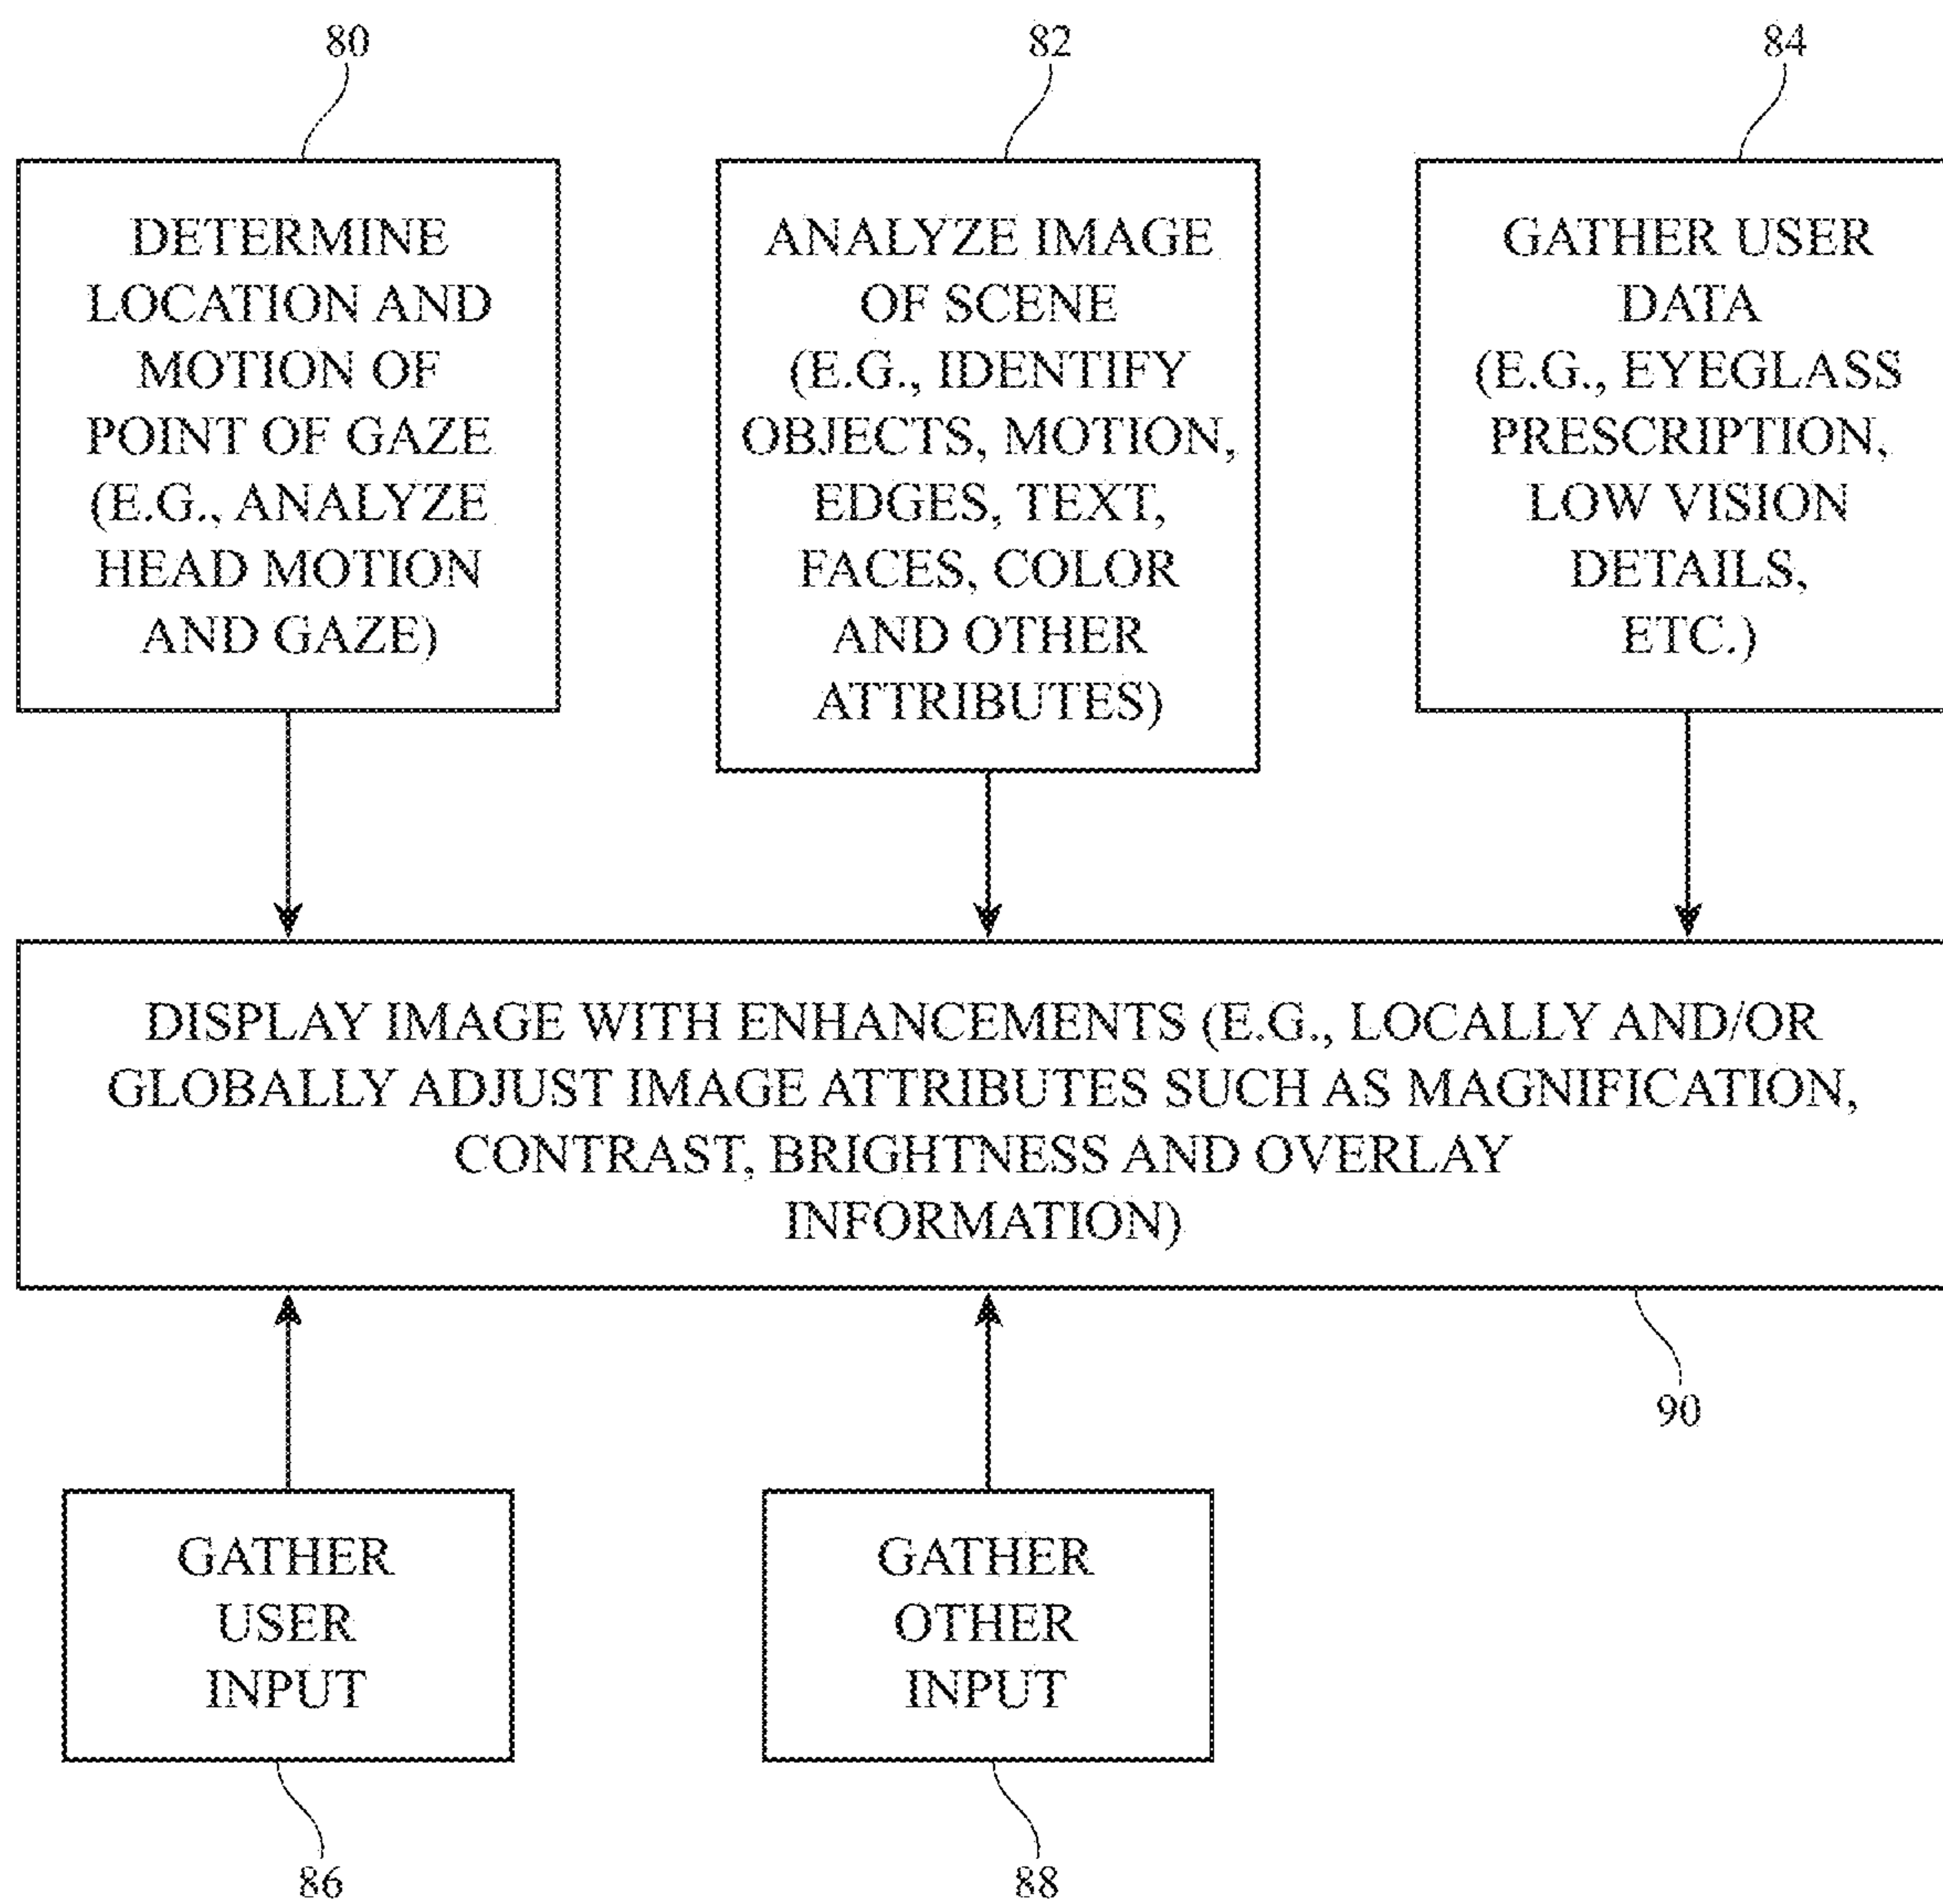 80
82
84
DETERMINE
LOCATION AND
MOTION OF
POINT OF GAZE
(E.G., ANALYZE
HEAD MOTION
AND GAZE)
ANALYZE IMAGE
OF SCENE
(E.G., IDENTIFY
OBJECTS, MOTION,
EDGES, TEXT,
FACES, COLOR
AND OTHER
ATTRIBUTES)
GATHER USER
DATA
(E.G., EYEGLASS
PRESCRIPTION,
LOW VISION
DETAILS,
ETC.)
DISPLAY IMAGE WITH ENHANCEMENTS (E.G., LOCALLY AND/OR
GLOBALLY ADJUST IMAGE ATTRIBUTES SUCH AS MAGNIFICATION,
CONTRAST, BRIGHTNESS AND OVERLAY
INFORMATION)
90
GATHER
USER
INPUT
GATHER
OTHER
INPUT
86
88